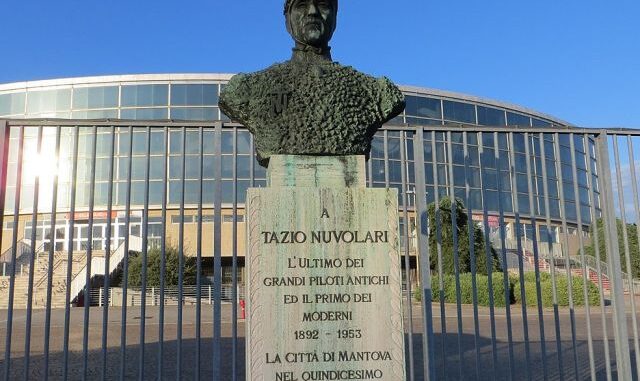 A
TAZIO NUVOLARI
L'ULTIMO DEI
GRANDI PILOTI ANTICHI
ED IL PRIMO DEI
MODERNI
1892 - 1953
LA CITTÀ DI MANTOVA
NEL QUINDICESIMO